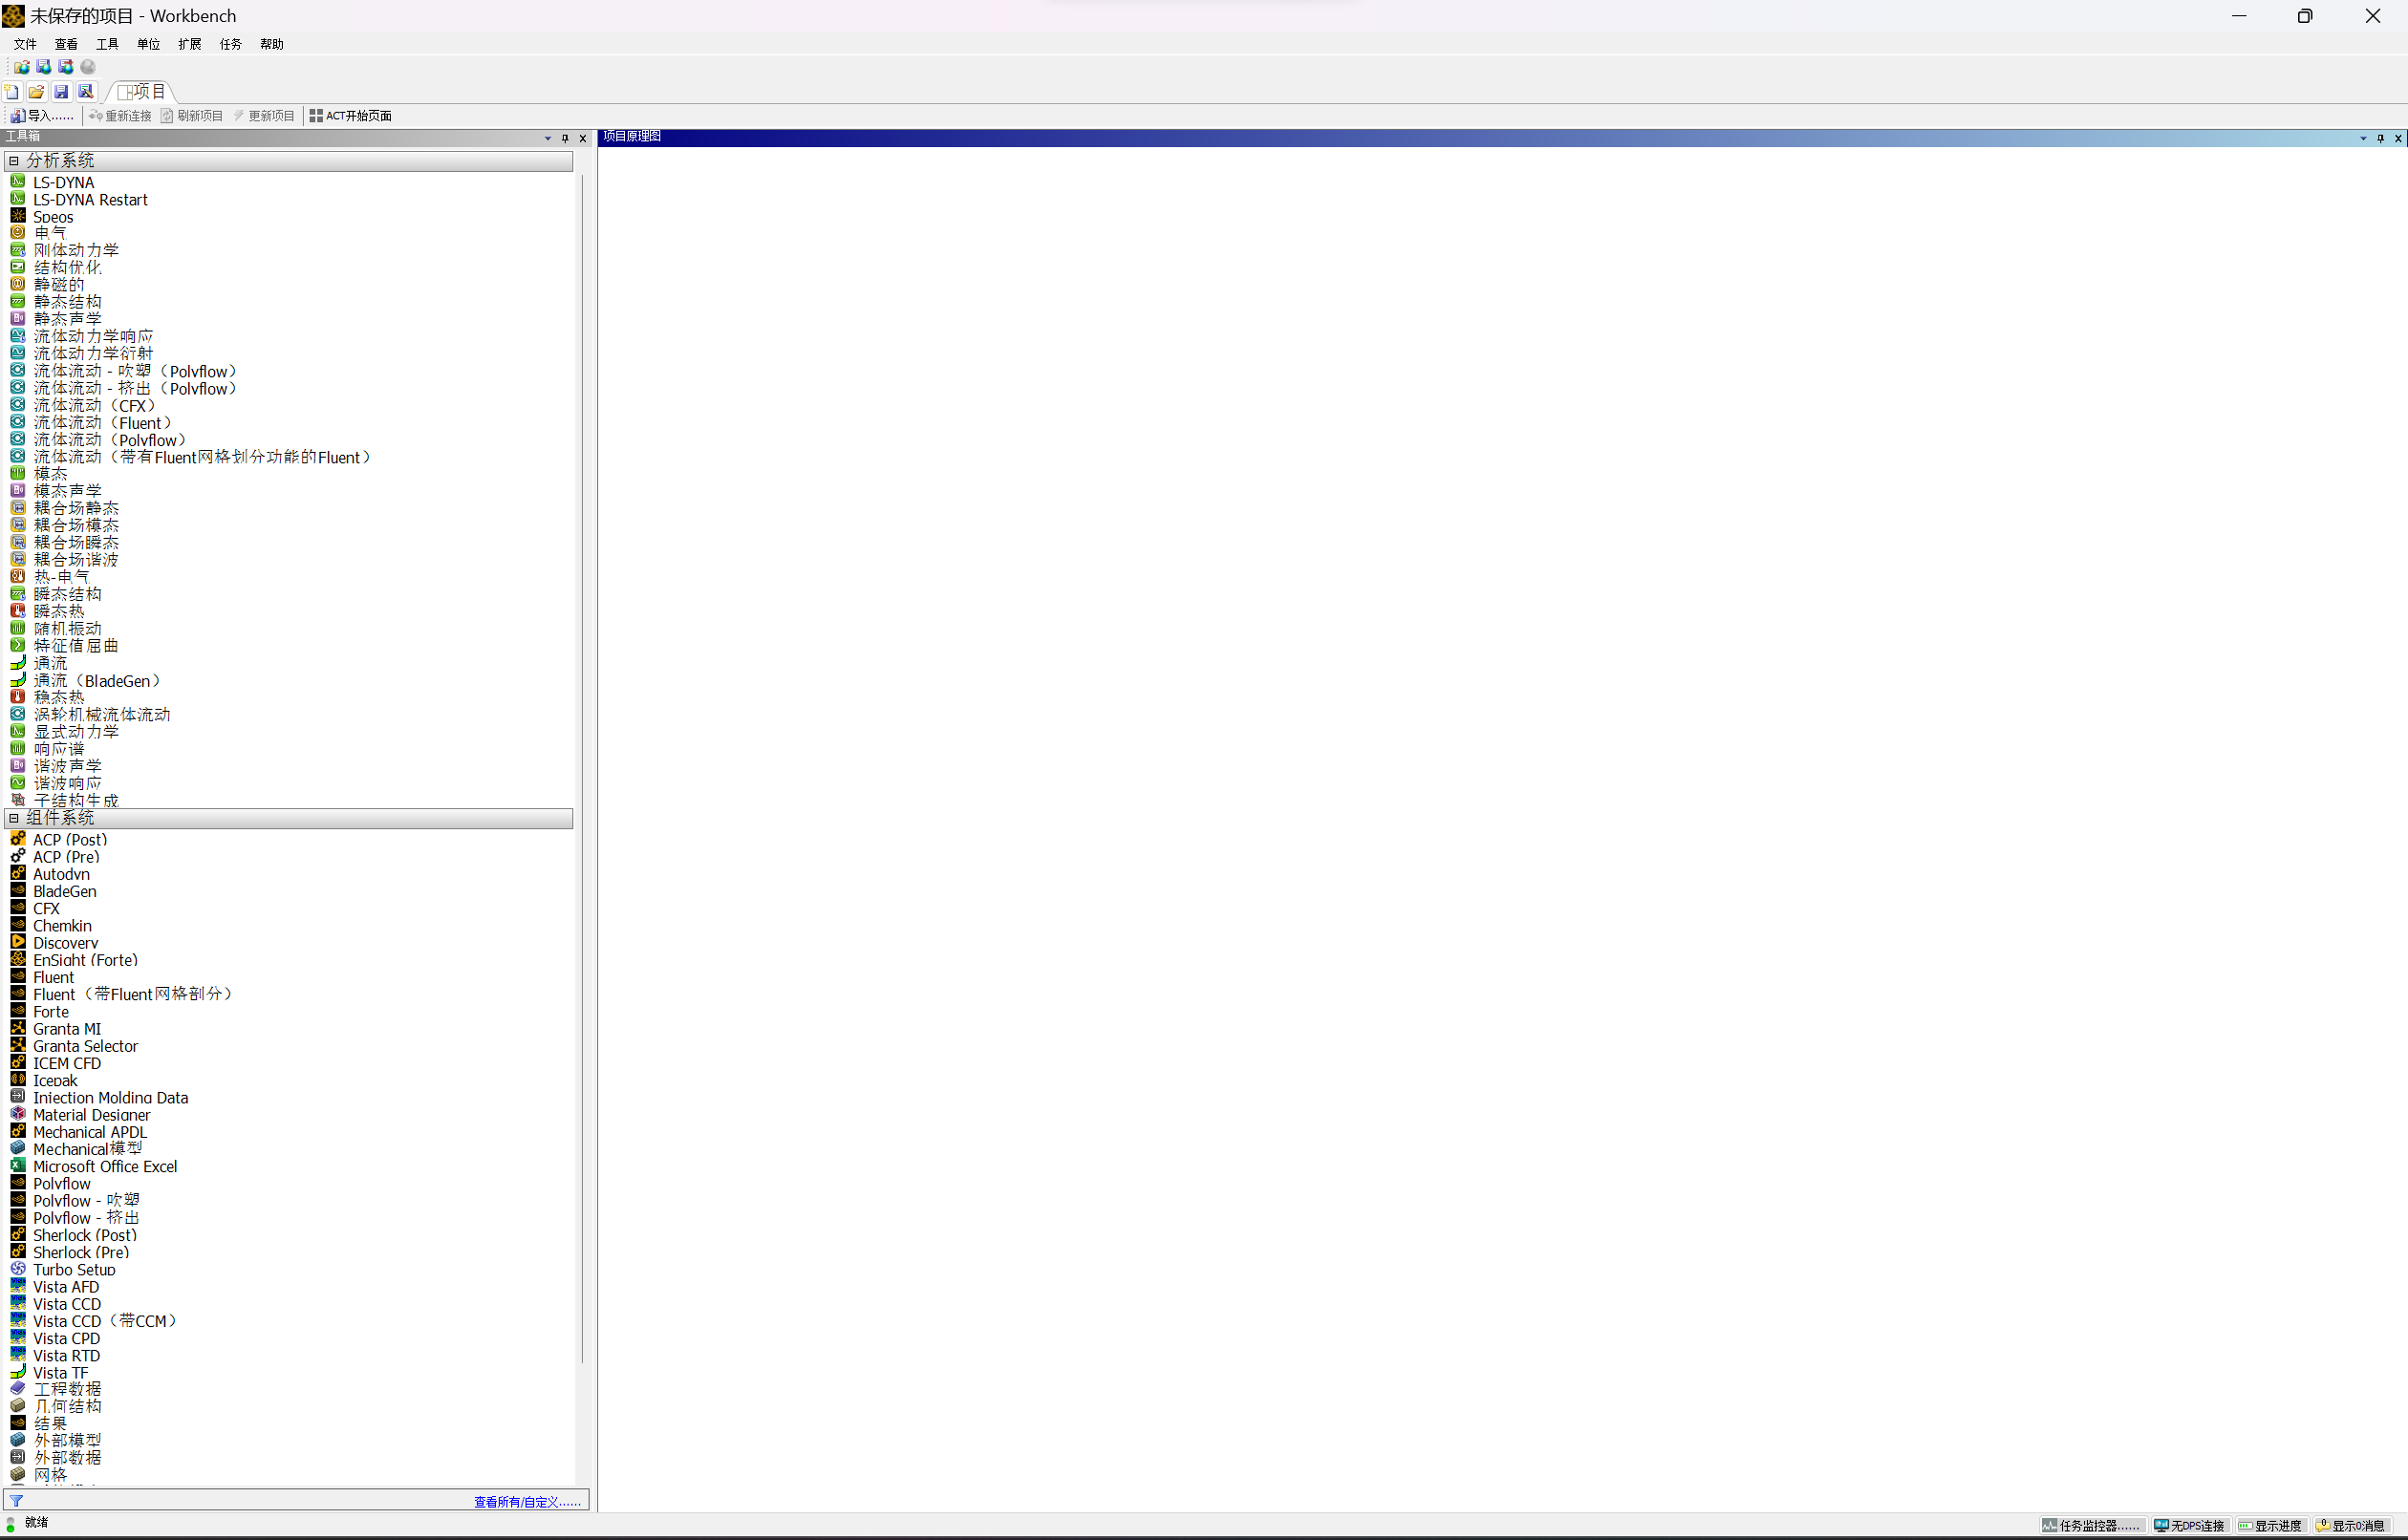 未保存的项目 - Workbench
文件 查看 工具 单位 扩展 任务 帮助
项目
导入...... 重新连接 刷新项目 更新项目 ACT开始页面
工具箱
项目原理图
分析系统
LS-DYNA
LS-DYNA Restart
Speos
电气
刚体动力学
结构优化
静磁的
静态结构
静态声学
流体动力学响应
流体动力学衍射
流体流动 - 吹塑（Polyflow）
流体流动 - 挤出（Polyflow）
流体流动（CFX）
流体流动（Fluent）
流体流动（Polyflow）
流体流动（带有Fluent网格划分功能的Fluent）
模态
模态声学
耦合场静态
耦合场模态
耦合场瞬态
耦合场谐波
热-电气
瞬态结构
瞬态热
随机振动
特征值屈曲
通流
通流（BladeGen）
稳态热
涡轮机械流体流动
显式动力学
响应谱
谐波声学
谐波响应
子结构生成
组件系统
ACP (Post)
ACP (Pre)
Autodyn
BladeGen
CFX
Chemkin
Discovery
EnSight (Forte)
Fluent
Fluent（带Fluent网格剖分）
Forte
Granta MI
Granta Selector
ICEM CFD
Icepak
Injection Molding Data
Material Designer
Mechanical APDL
Mechanical模型
Microsoft Office Excel
Polyflow
Polyflow - 吹塑
Polyflow - 挤出
Sherlock (Post)
Sherlock (Pre)
Turbo Setup
Vista AFD
Vista CCD
Vista CCD（带CCM）
Vista CPD
Vista RTD
Vista TF
工程数据
几何结构
结果
外部模型
外部数据
网格
查看所有/自定义......
就绪
任务监控器...... 无DPS连接 显示进度 显示0消息